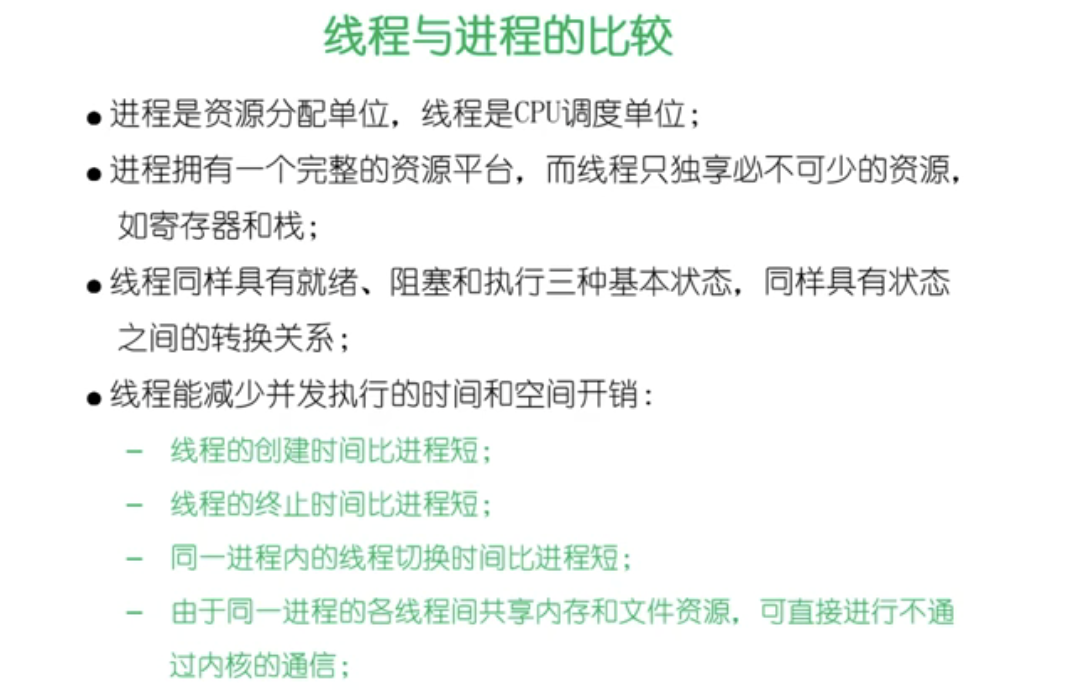 线程与进程的比较
● 进程是资源分配单位，线程是CPU调度单位；
● 进程拥有一个完整的资源平台，而线程只独享必不可少的资源，
如寄存器和栈；
● 线程同样具有就绪、阻塞和执行三种基本状态，同样具有状态
之间的转换关系；
● 线程能减少并发执行的时间和空间开销：
－ 线程的创建时间比进程短；
－ 线程的终止时间比进程短；
－ 同一进程内的线程切换时间比进程短；
－ 由于同一进程的各线程间共享内存和文件资源，可直接进行不通
过内核的通信；